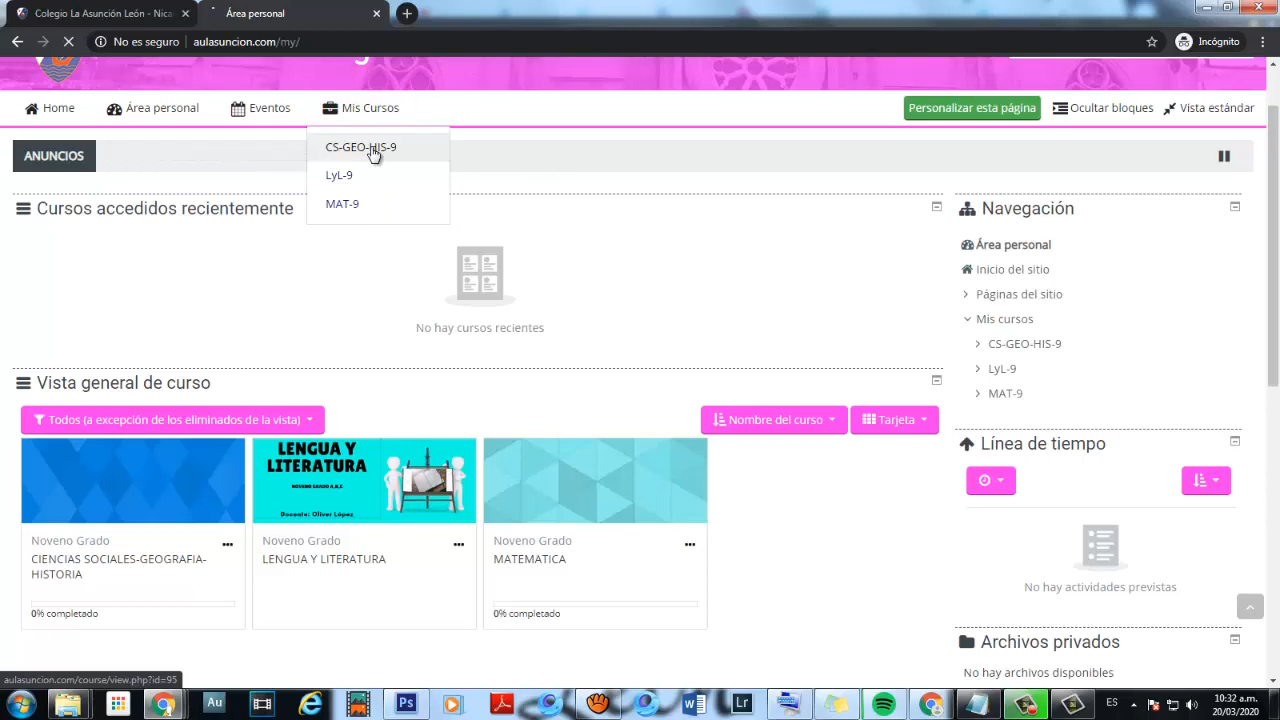 Colegio La Asunción León - Nica
Área personal
No es seguro
aulasuncion.com/my/
Incógnito
Home
Área personal
Eventos
Mis Cursos
Personalizar esta página
Ocultar bloques
Vista estándar
CS-GEO-HIS-9
LyL-9
MAT-9
ANUNCIOS
Cursos accedidos recientemente
No hay cursos recientes
Vista general de curso
Todos (a excepción de los eliminados de la vista)
Nombre del curso
Tarjeta
LENGUA Y
LITERATURA
NOVENO GRADO A,B,C
Docente: Oliver López
Noveno Grado
CIENCIAS SOCIALES-GEOGRAFIA-
HISTORIA
0% completado
Noveno Grado
LENGUA Y LITERATURA
Noveno Grado
MATEMATICA
0% completado
Navegación
Área personal
Inicio del sitio
Páginas del sitio
Mis cursos
CS-GEO-HIS-9
LyL-9
MAT-9
Línea de tiempo
No hay actividades previstas
Archivos privados
No hay archivos disponibles
aulasuncion.com/course/view.php?id=95
Au
Ps
W
Lr
ES
10:32 a.m.
20/03/2020